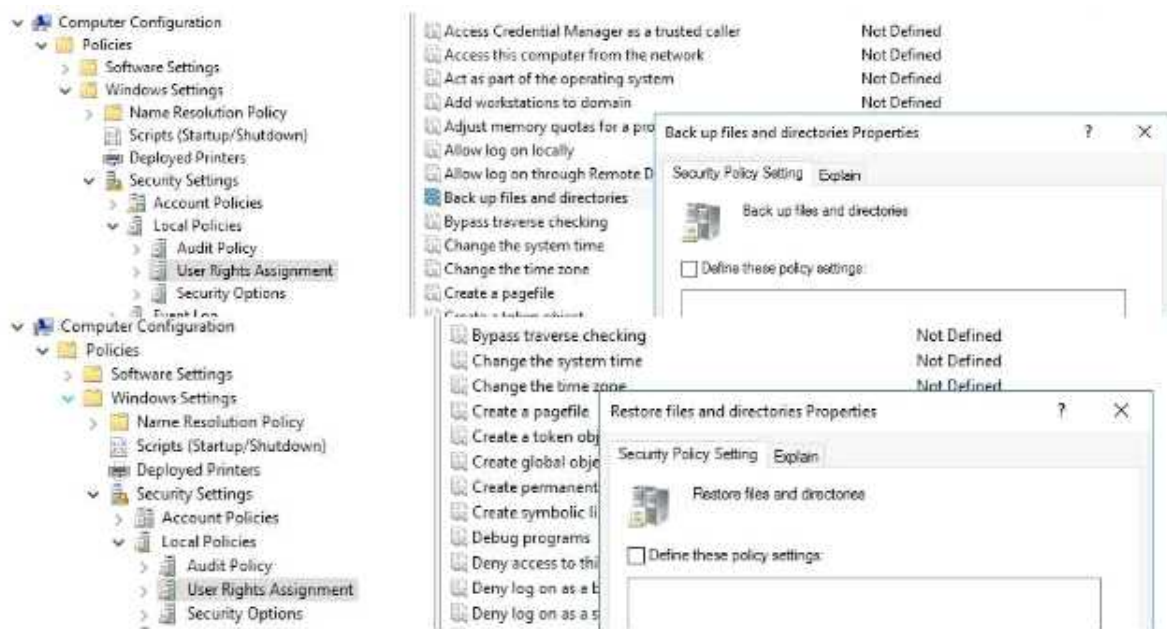 Computer Configuration
Policies
Software Settings
Windows Settings
Name Resolution Policy
Scripts (Startup/Shutdown)
Deployed Printers
Security Settings
Account Policies
Local Policies
Audit Policy
User Rights Assignment
Security Options
Event Log
Access Credential Manager as a trusted caller Not Defined
Access this computer from the network Not Defined
Act as part of the operating system Not Defined
Add workstations to domain Not Defined
Adjust memory quotas for a pro
Allow log on locally
Allow log on through Remote D
Back up files and directories
Bypass traverse checking
Change the system time
Change the time zone
Create a pagefile
Create a token object
Back up files and directories Properties ? X
Security Policy Setting Explain
Back up files and directories
Define these policy settings:
Computer Configuration
Policies
Software Settings
Windows Settings
Name Resolution Policy
Scripts (Startup/Shutdown)
Deployed Printers
Security Settings
Account Policies
Local Policies
Audit Policy
User Rights Assignment
Security Options
Bypass traverse checking Not Defined
Change the system time Not Defined
Change the time zone Not Defined
Create a pagefile
Create a token obj
Create global obje
Create permanent
Create symbolic li
Debug programs
Deny access to thi
Deny log on as a b
Deny log on as a s
Restore files and directories Properties ? X
Security Policy Setting Explain
Restore files and directories
Define these policy settings: